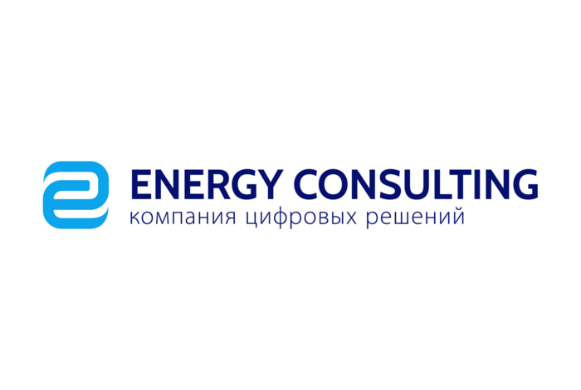 ENERGY CONSULTING
компания цифровых решений